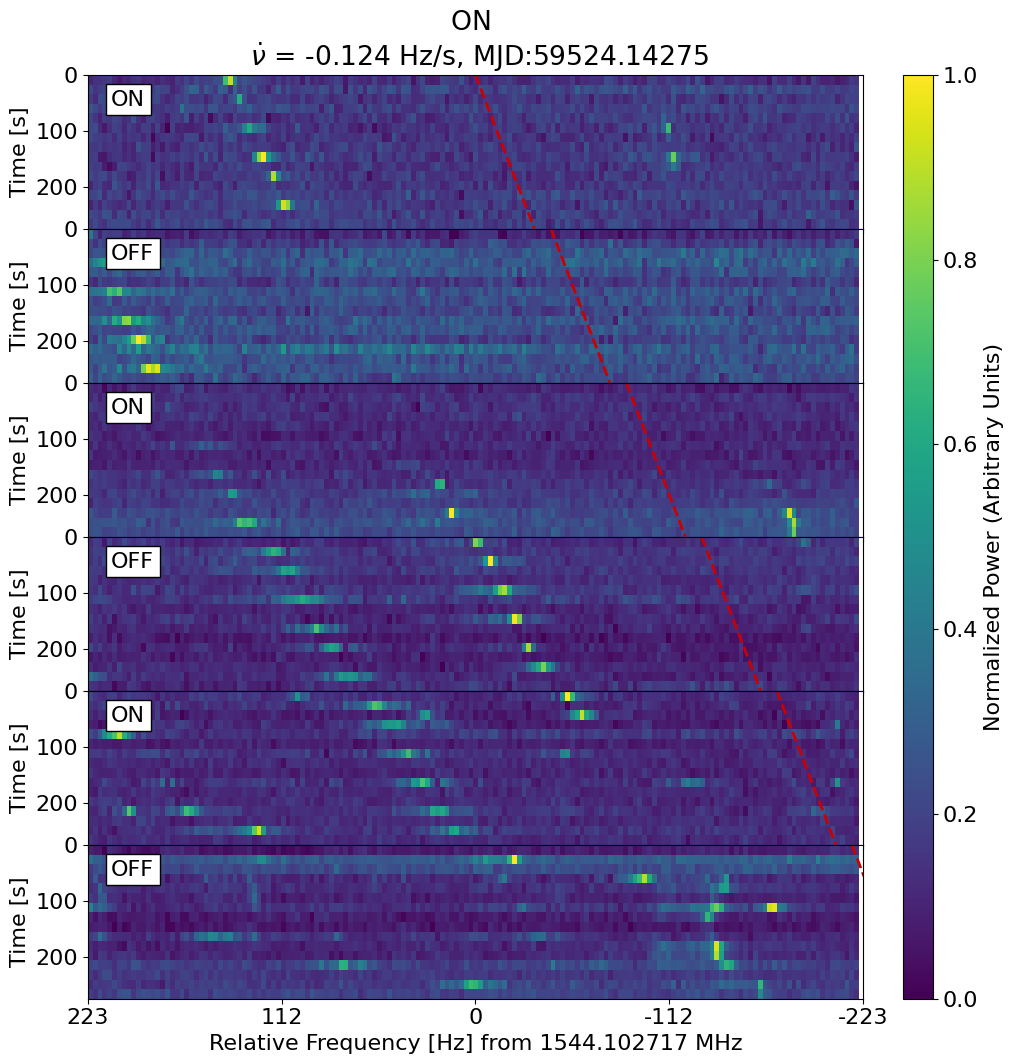 ON
ν̇ = -0.124 Hz/s, MJD:59524.14275
0
ON
100
Time [s]
200
0
OFF
100
Time [s]
200
0
ON
100
Time [s]
200
0
OFF
100
Time [s]
200
0
ON
100
Time [s]
200
0
OFF
100
Time [s]
200
223 112 0 -112 -223
Relative Frequency [Hz] from 1544.102717 MHz
1.0
0.8
0.6
0.4
0.2
0.0
Normalized Power (Arbitrary Units)